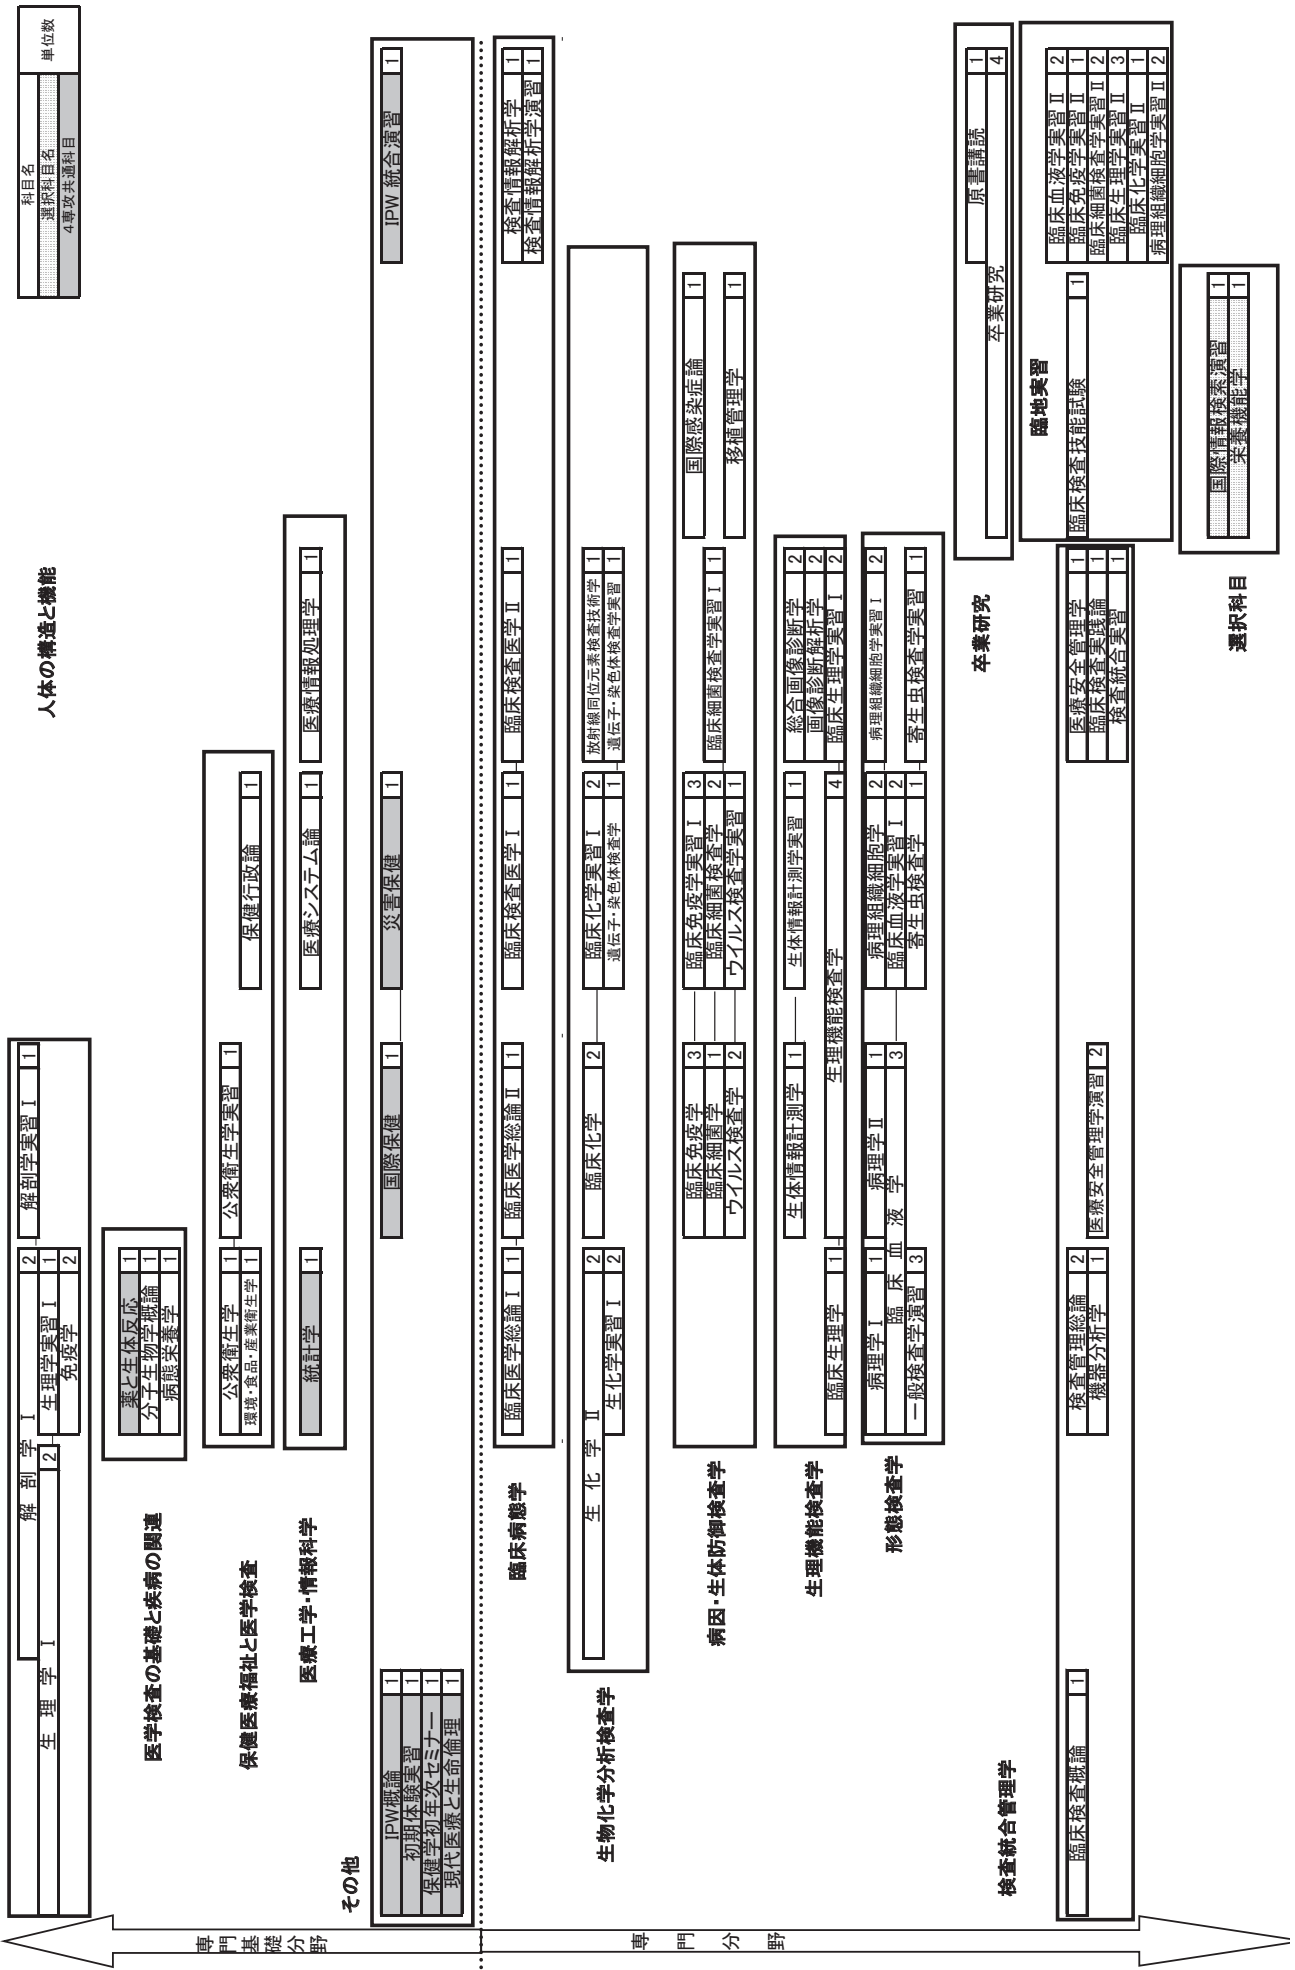 科目名 単位数
選択科目名
4専攻共通科目
専門基礎分野
人体の構造と機能
解剖学Ⅰ 2
解剖学実習Ⅰ 1
生理学Ⅰ 2
生理学実習Ⅰ 1
免疫学 2
医学検査の基礎と疾病の関連
薬と生体反応 1
分子生物学概論 1
病態栄養学 1
保健医療福祉と医学検査
公衆衛生学 1
公衆衛生学実習 1
環境・食品・産業衛生学 1
保健行政論 1
医療工学・情報科学
統計学 1
医療システム論 1
医療情報処理学 1
その他
IPW概論 1
初期体験実習 1
保健学初年次セミナー 1
現代医療と生命倫理 1
国際保健 1
災害保健 1
IPW 統合演習 1
専門分野
臨床病態学
臨床医学総論Ⅰ 1
臨床医学総論Ⅱ 1
臨床検査医学Ⅰ 1
臨床検査医学Ⅱ 1
検査情報解析学 1
検査情報解析学演習 1
生物化学分析検査学
生化学Ⅱ 2
生化学実習Ⅰ 2
臨床化学 2
臨床化学実習Ⅰ 2
遺伝子・染色体検査学 1
放射線同位元素検査技術学 1
遺伝子・染色体検査学実習 1
病因・生体防御検査学
臨床免疫学 3
臨床細菌学 1
ウイルス検査学 2
臨床免疫学実習Ⅰ 3
臨床細菌検査学 2
ウイルス検査学実習 1
臨床細菌検査学実習Ⅰ 1
国際感染症論 1
移植管理学 1
生理機能検査学
臨床生理学 1
生体情報計測学 1
生理機能検査学 4
生体情報計測学実習 1
総合画像診断学 2
画像診断解析学 2
臨床生理学実習Ⅰ 2
形態検査学
病理学Ⅰ 1
病理学Ⅱ 1
臨床血液学 3
一般検査学演習 3
病理組織細胞学 2
臨床血液学実習Ⅰ 2
寄生虫検査学 1
病理組織細胞学実習Ⅰ 2
寄生虫検査学実習 1
卒業研究
原書講読 1
卒業研究 4
検査統合管理学
臨床検査概論 1
検査管理総論 2
機器分析学 1
医療安全管理学演習 2
医療安全管理学 1
臨床検査実践論 1
検査統合実習 1
臨地実習
臨床検査技能試験 1
臨床血液学実習Ⅱ 2
臨床免疫学実習Ⅱ 1
臨床細菌検査学実習Ⅱ 2
臨床生理学実習Ⅱ 3
臨床化学実習Ⅱ 1
病理組織細胞学実習Ⅱ 2
選択科目
国際情報検索演習 1
栄養機能学 1